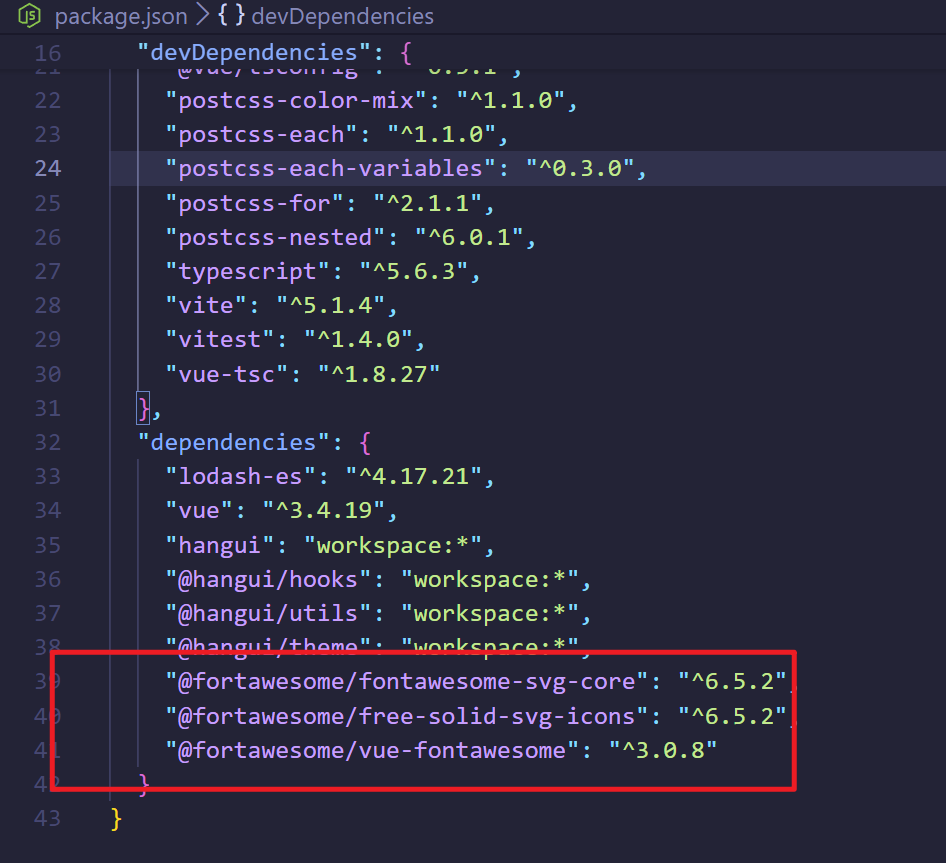 package.json > { } devDependencies
16 "devDependencies": {
22 "postcss-color-mix": "^1.1.0",
23 "postcss-each": "^1.1.0",
24 "postcss-each-variables": "^0.3.0",
25 "postcss-for": "^2.1.1",
26 "postcss-nested": "^6.0.1",
27 "typescript": "^5.6.3",
28 "vite": "^5.1.4",
29 "vitest": "^1.4.0",
30 "vue-tsc": "^1.8.27"
31 },
32 "dependencies": {
33 "lodash-es": "^4.17.21",
34 "vue": "^3.4.19",
35 "hangui": "workspace:*",
36 "@hangui/hooks": "workspace:*",
37 "@hangui/utils": "workspace:*",
38 "@hangui/theme": "workspace:*",
39 "@fortawesome/fontawesome-svg-core": "^6.5.2",
40 "@fortawesome/free-solid-svg-icons": "^6.5.2",
41 "@fortawesome/vue-fontawesome": "^3.0.8"
42 }
43 }